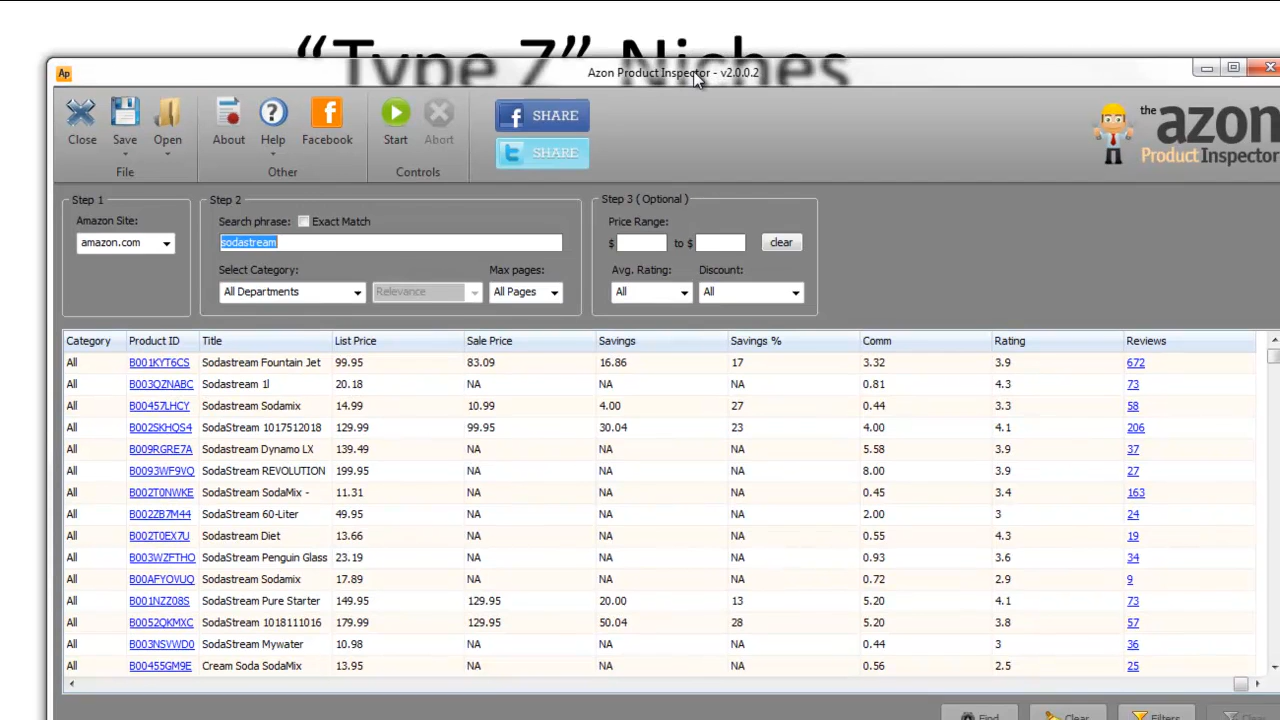 “Type Z” Niches
Ap Azon Product Inspector - v2.0.0.2
Close Save Open About Help Facebook Start Abort
File Other Controls
f SHARE
SHARE
the azon
Product Inspector
Step 1
Amazon Site:
amazon.com
Step 2
Search phrase: Exact Match
sodastream
Select Category: Max pages:
All Departments Relevance All Pages
Step 3 ( Optional )
Price Range:
$ to $ clear
Avg. Rating: Discount:
All All
Category Product ID Title List Price Sale Price Savings Savings % Comm Rating Reviews
All B001KYT6CS Sodastream Fountain Jet 99.95 83.09 16.86 17 3.32 3.9 672
All B003QZNABC Sodastream 1l 20.18 NA NA NA 0.81 4.3 73
All B00457LHCY Sodastream Sodamix 14.99 10.99 4.00 27 0.44 3.3 58
All B002SKHQS4 SodaStream 1017512018 129.99 99.95 30.04 23 4.00 4.1 206
All B009RGRE7A SodaStream Dynamo LX 139.49 NA NA NA 5.58 3.9 37
All B0093WF9VO SodaStream REVOLUTION 199.95 NA NA NA 8.00 3.9 27
All B002T0NWKE SodaStream SodaMix - 11.31 NA NA NA 0.45 3.4 163
All B002ZB7M44 SodaStream 60-Liter 49.95 NA NA NA 2.00 3 24
All B002T0EX7U SodaStream Diet 13.66 NA NA NA 0.55 4.3 19
All B003WZFTHO SodaStream Penguin Glass 23.19 NA NA NA 0.93 3.6 34
All B00AFYOVUQ SodaStream Sodamix 17.89 NA NA NA 0.72 2.9 9
All B001NZZ08S SodaStream Pure Starter 149.95 129.95 20.00 13 5.20 4.1 73
All B0052QKMXC SodaStream 1018111016 179.99 129.95 50.04 28 5.20 3.8 57
All B003NSVWD0 SodaStream Mywater 10.98 NA NA NA 0.44 3 36
All B00455GM9E Cream Soda SodaMix 13.95 NA NA NA 0.56 2.5 25
Find Clear Filters